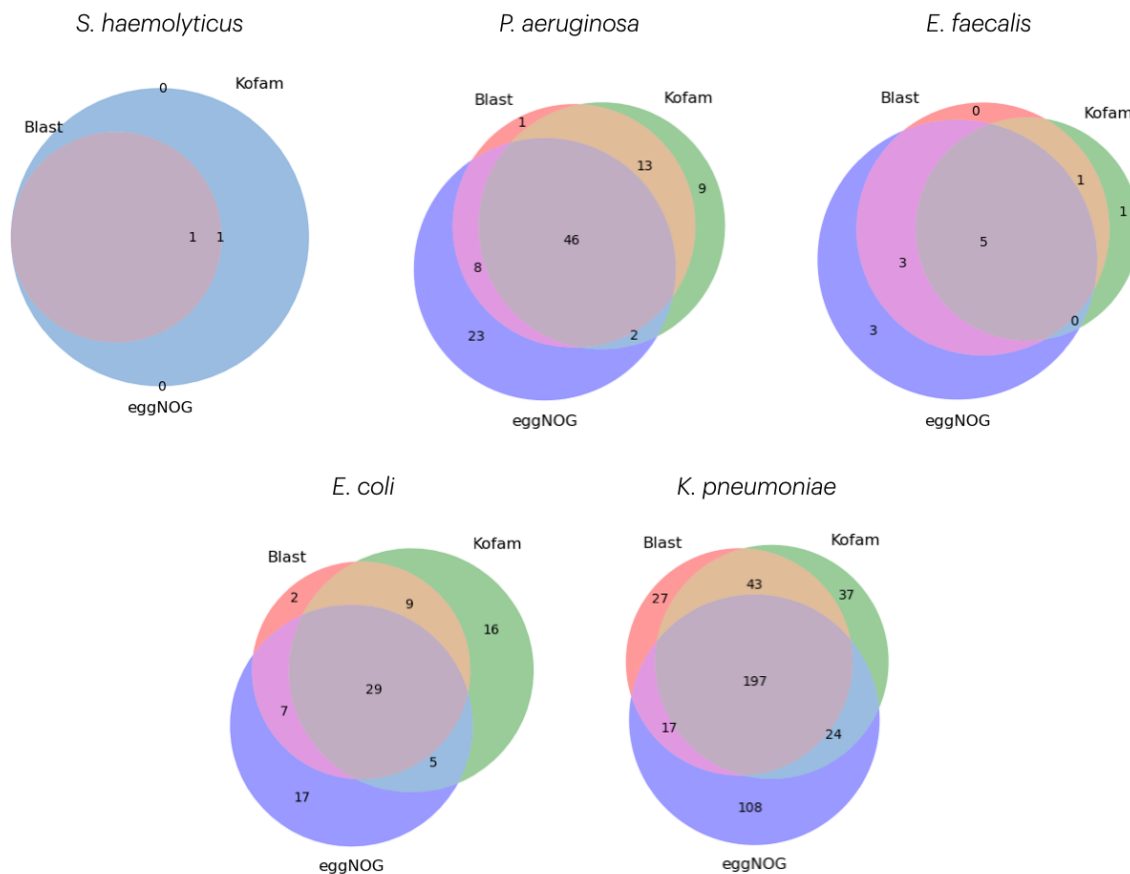 S. haemolyticus
0
Kofam
Blast
1
1
0
eggNOG
P. aeruginosa
Blast
Kofam
1
13
9
46
8
23
2
eggNOG
E. faecalis
Blast
0
Kofam
1
1
5
3
3
0
eggNOG
E. coli
Blast
Kofam
2
9
16
29
7
5
17
eggNOG
K. pneumoniae
Blast
Kofam
27
43
37
197
17
24
108
eggNOG